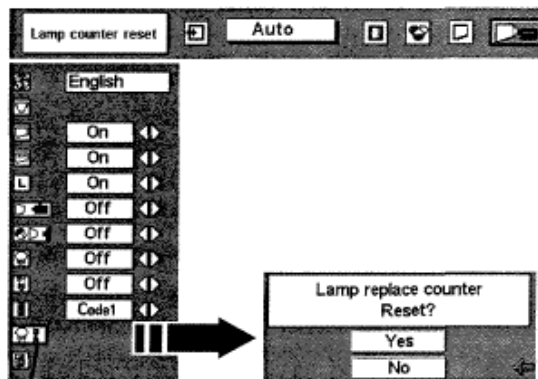 Lamp counter reset
Auto
English
On
On
L
On
Off
Off
Off
Off
Code1
Lamp replace counter
Reset?
Yes
No